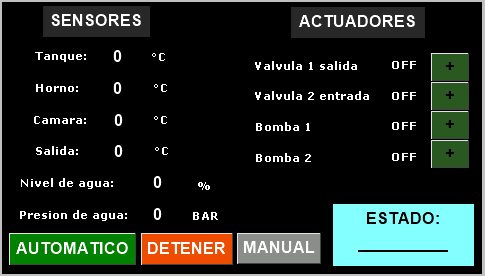 SENSORES
Tanque: 0 °C
Horno: 0 °C
Camara: 0 °C
Salida: 0 °C
Nivel de agua: 0 %
Presion de agua: 0 BAR
ACTUADORES
Valvula 1 salida OFF +
Valvula 2 entrada OFF +
Bomba 1 OFF +
Bomba 2 OFF +
AUTOMATICO DETENER MANUAL
ESTADO: